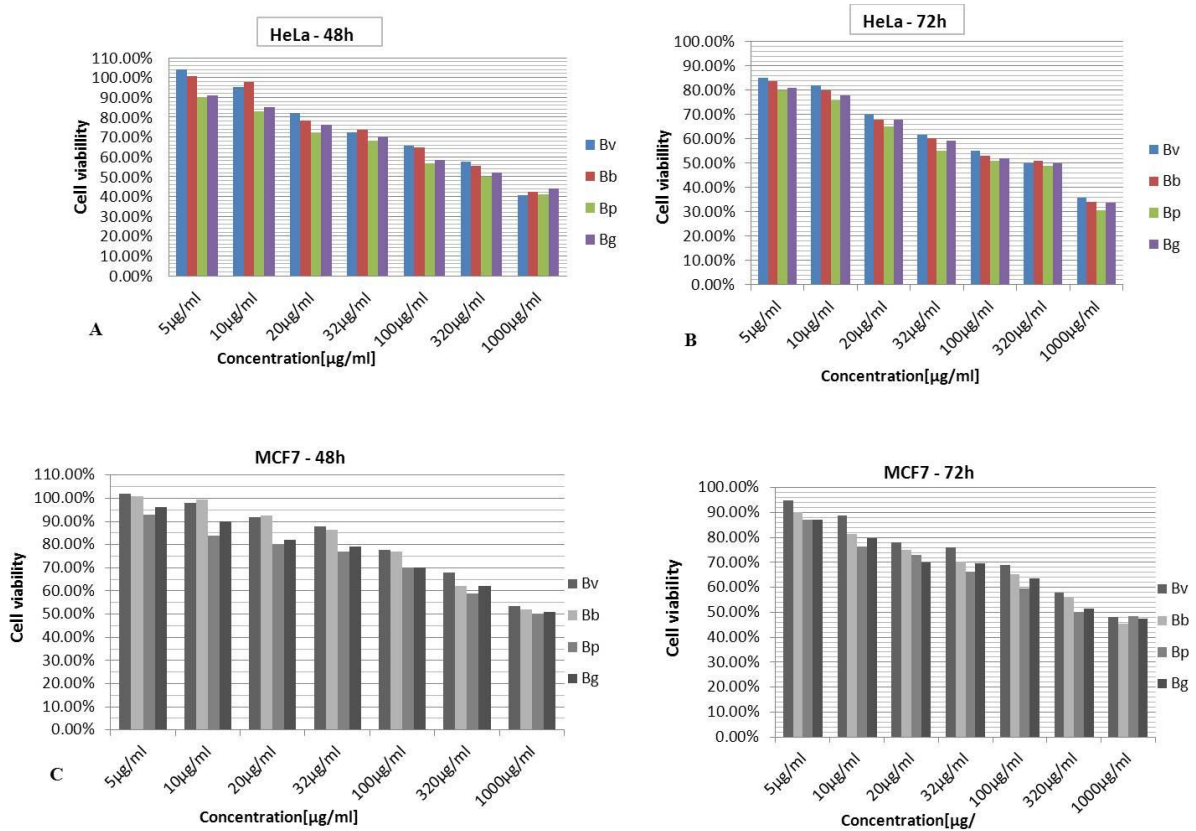 HeLa - 48h
Cell viabillity
110.00%
100.00%
90.00%
80.00%
70.00%
60.00%
50.00%
40.00%
30.00%
20.00%
10.00%
0.00%
5µg/ml
10µg/ml
20µg/ml
32µg/ml
100µg/ml
320µg/ml
1000µg/ml
Concentration[µg/ml]
Bv
Bb
Bp
Bg
A
HeLa - 72h
Cell viabillity
100.00%
90.00%
80.00%
70.00%
60.00%
50.00%
40.00%
30.00%
20.00%
10.00%
0.00%
5µg/ml
10µg/ml
20µg/ml
32µg/ml
100µg/ml
320µg/ml
1000µg/ml
Concentration[µg/ml]
Bv
Bb
Bp
Bg
B
MCF7 - 48h
Cell viability
110.00%
100.00%
90.00%
80.00%
70.00%
60.00%
50.00%
40.00%
30.00%
20.00%
10.00%
0.00%
5µg/ml
10µg/ml
20µg/ml
32µg/ml
100µg/ml
320µg/ml
1000µg/ml
Concentration[µg/ml]
Bv
Bb
Bp
Bg
C
MCF7 - 72h
Cell viability
100.00%
90.00%
80.00%
70.00%
60.00%
50.00%
40.00%
30.00%
20.00%
10.00%
0.00%
5µg/ml
10µg/ml
20µg/ml
32µg/ml
100µg/ml
320µg/ml
1000µg/ml
Concentration[µg/
Bv
Bb
Bp
Bg